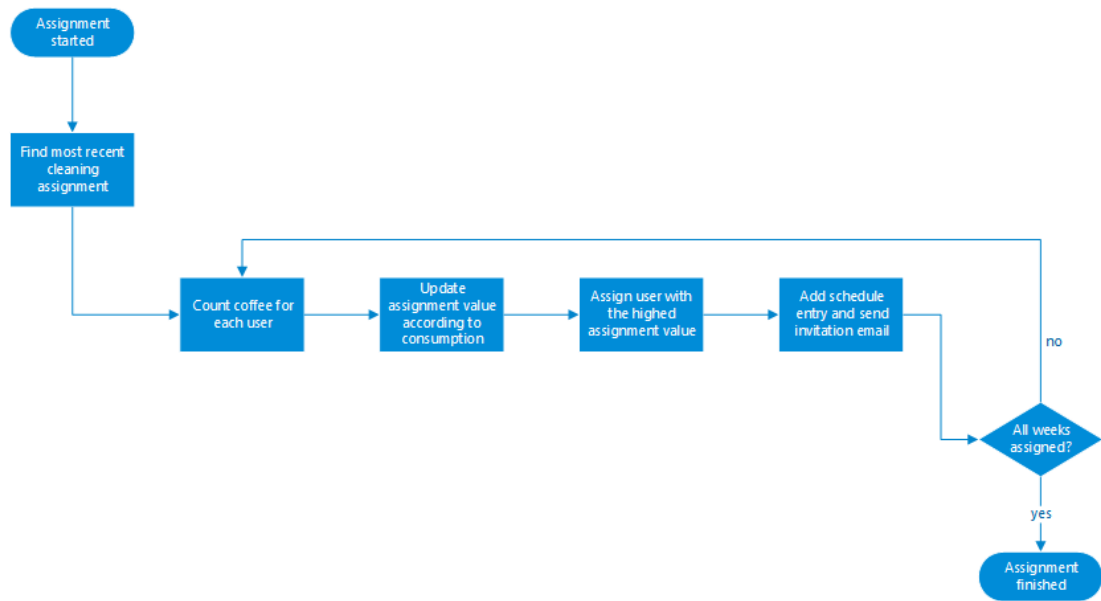 Assignment
started
Find most recent
cleaning
assignment
Count coffee for
each user
Update
assignment value
according to
consumption
Assign user with
the highed
assignment value
Add schedule
entry and send
invitation email
no
All weeks
assigned?
yes
Assignment
finished